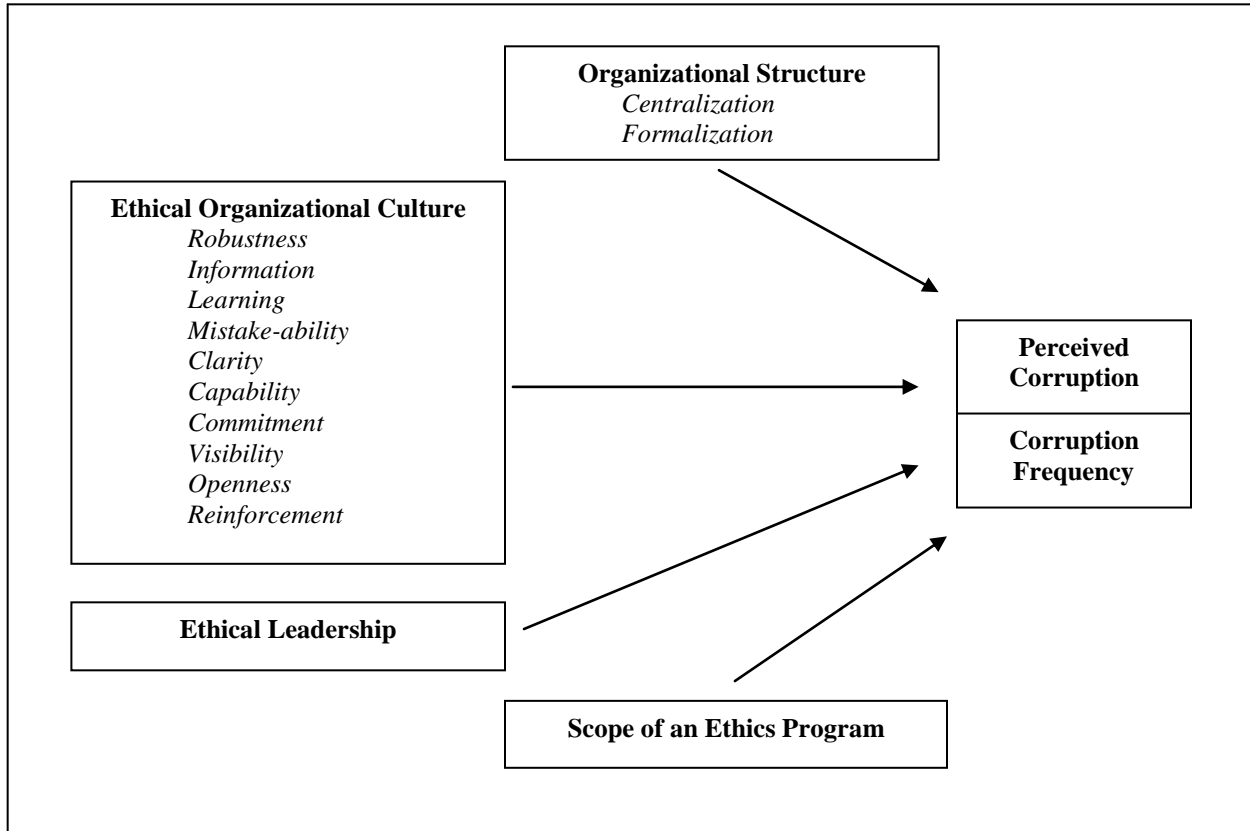 Organizational Structure
Centralization
Formalization
Ethical Organizational Culture
Robustness
Information
Learning
Mistake-ability
Clarity
Capability
Commitment
Visibility
Openness
Reinforcement
Perceived
Corruption
Corruption
Frequency
Ethical Leadership
Scope of an Ethics Program